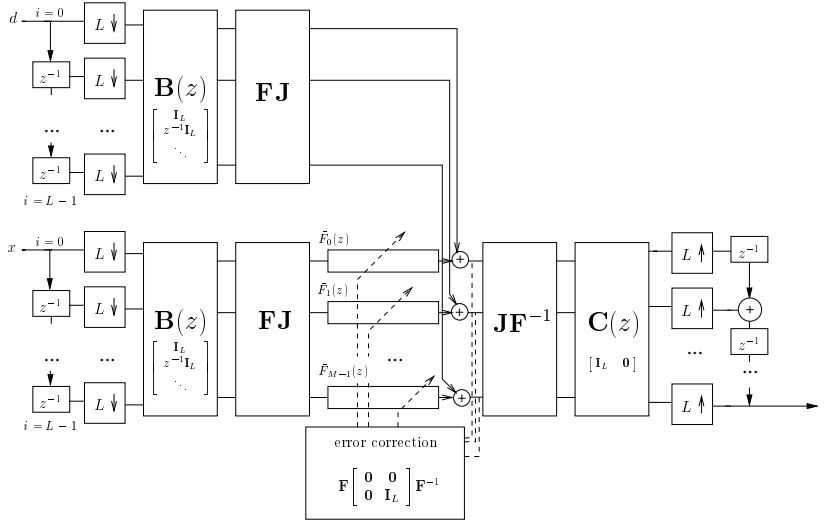 d i = 0 L ↓
z⁻¹ L ↓
B(z) FJ
[ I_L
z⁻¹I_L
⋱ ]
... ...
z⁻¹ L ↓
i = L − 1
x i = 0 L ↓ F̄₀(z) + L ↑ z⁻¹
z⁻¹ L ↓ F̄₁(z) + L ↑ +
B(z) FJ JF⁻¹ C(z)
[ I_L
z⁻¹I_L
⋱ ]
[ I_L 0 ]
z⁻¹
... ... ... ... ...
F̄_{M−1}(z)
z⁻¹ L ↓ + L ↑
i = L − 1
error correction
F [ 0 0
0 I_L ] F⁻¹